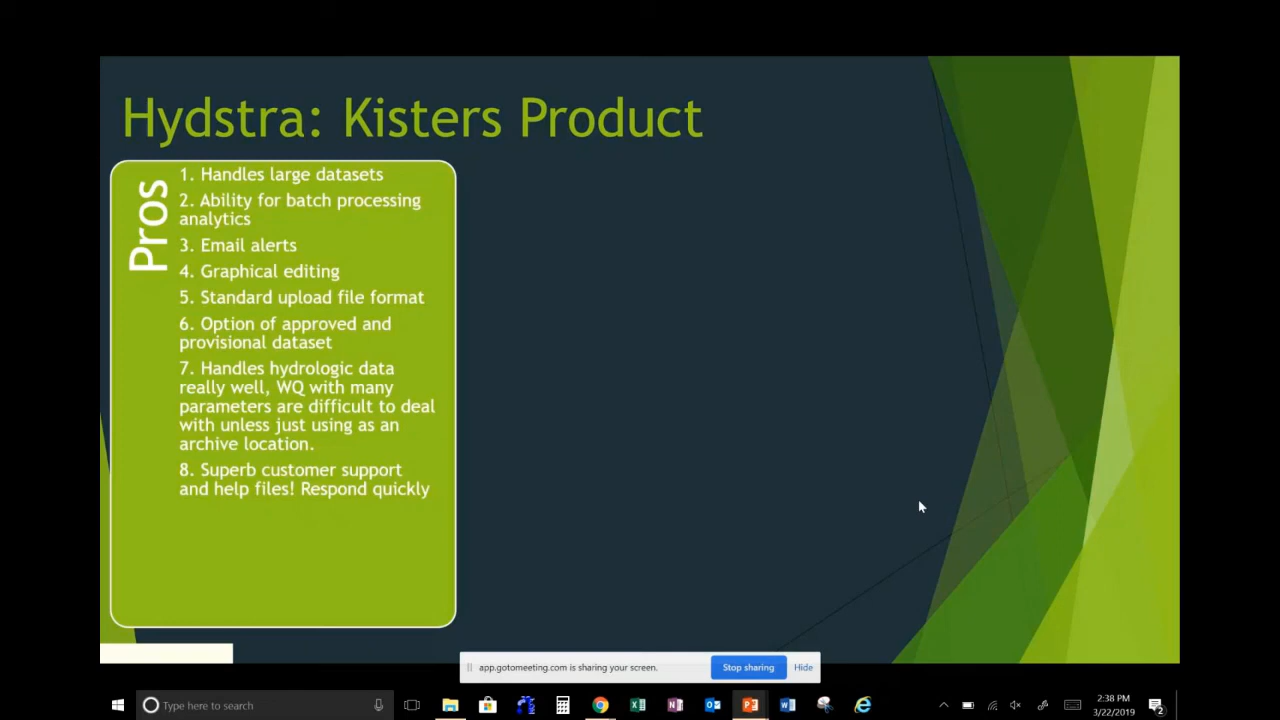 Hydstra: Kisters Product
Pros
1. Handles large datasets
2. Ability for batch processing
analytics
3. Email alerts
4. Graphical editing
5. Standard upload file format
6. Option of approved and
provisional dataset
7. Handles hydrologic data
really well, WQ with many
parameters are difficult to deal
with unless just using as an
archive location.
8. Superb customer support
and help files! Respond quickly
app.gotomeeting.com is sharing your screen.
Stop sharing
Hide
Type here to search
2:38 PM
3/22/2019
2